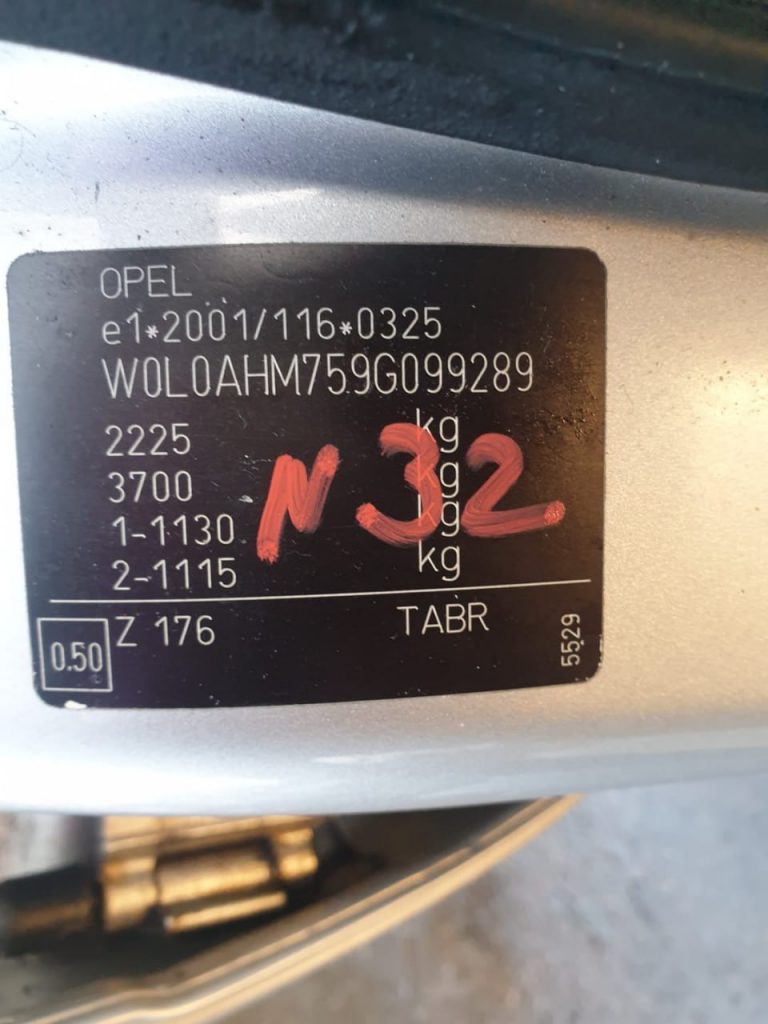 OPEL
e1*2001/116*0325
W0L0AHM759G099289
2225 kg
3700 kg
1-1130 kg
2-1115 kg
N 32
0.50 Z 176 TABR
5529